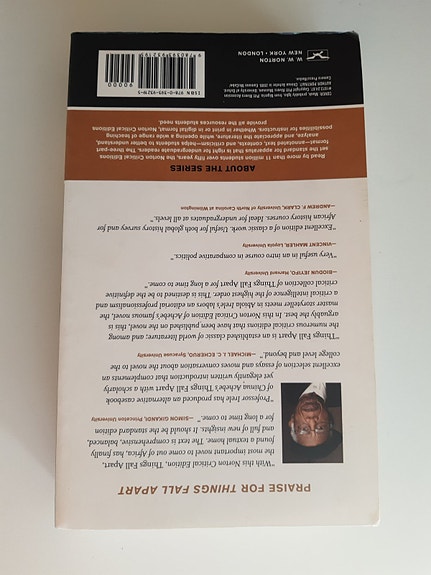 PRAISE FOR THINGS FALL APART
"With this Norton Critical Edition, Things Fall Apart,
the most important novel to come out of Africa, has finally
found a textual home. The text is comprehensive, balanced,
and full of new insights. It should be the standard edition
for a long time to come." —SIMON GIKANDI, Princeton University
"Professor Irele has produced an alternative casebook
of Chinua Achebe's Things Fall Apart with a scholarly
yet elegantly written introduction that complements an
excellent selection of essays and moves conversation about the novel to the
college level and beyond." —MICHAEL J. C. ECHERUO, Syracuse University
"Things Fall Apart is an established classic of world literature; and among
the numerous critical editions that have been published on the novel, this is
arguably the best. In this Norton Critical Edition of Achebe's famous novel, the
master storyteller meets in Abiola Irele's labors an editorial professionalism and
a critical intelligence of the highest order. This is destined to be the definitive
critical collection of Things Fall Apart for a long time to come."
—BIODUN JEYIFO, Harvard University
"Very useful in an intro course in comparative politics."
—VINCENT MAHLER, Loyola University
"Excellent edition of a classic work. Useful for both global history survey and for
African history courses. Ideal for undergraduates at all levels."
—ANDREW F. CLARK, University of North Carolina at Wilmington
ABOUT THE SERIES
Read by more than 11 million students over fifty years, the Norton Critical Editions
set the standard for apparatus that is right for undergraduate readers. The three-part
format—annotated text, contexts, and criticism—helps students to better understand,
analyze, and appreciate the literature, while opening a wide range of teaching
possibilities for instructors. Whether in print or in digital format, Norton Critical Editions
provide all the resources students need.
ISBN 978-0-393-93219-5
90000
9 780393 932195
W. W. NORTON
NEW YORK • LONDON